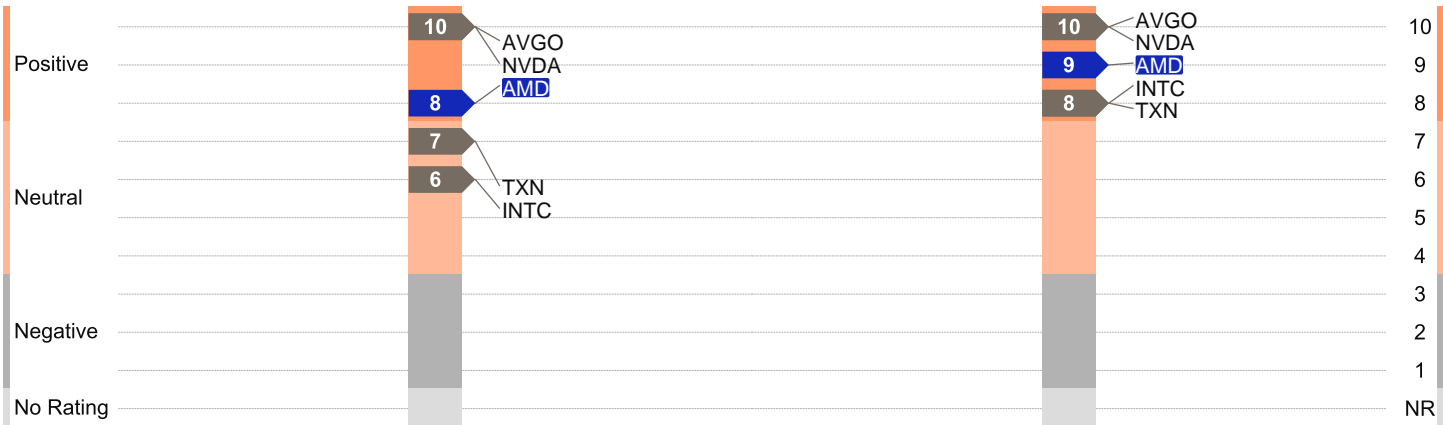 10 AVGO 10 AVGO 10
NVDA NVDA
Positive AMD 9 AMD 9
8 8 INTC 8
TXN
7 7
6 TXN 6
Neutral INTC
5
4
3
Negative 2
1
No Rating NR